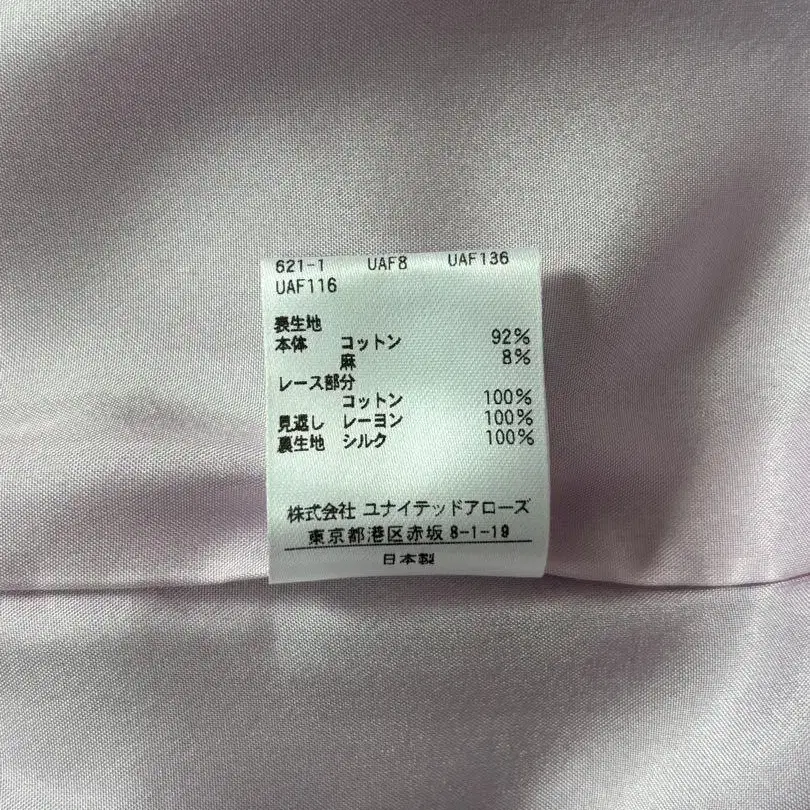 621-1 UAF8 UAF136
UAF116
表生地
本体 コットン 92%
麻 8%
レース部分
コットン 100%
見返し レーヨン 100%
裏生地 シルク 100%
株式会社 ユナイテッドアローズ
東京都港区赤坂 8-1-19
日本製